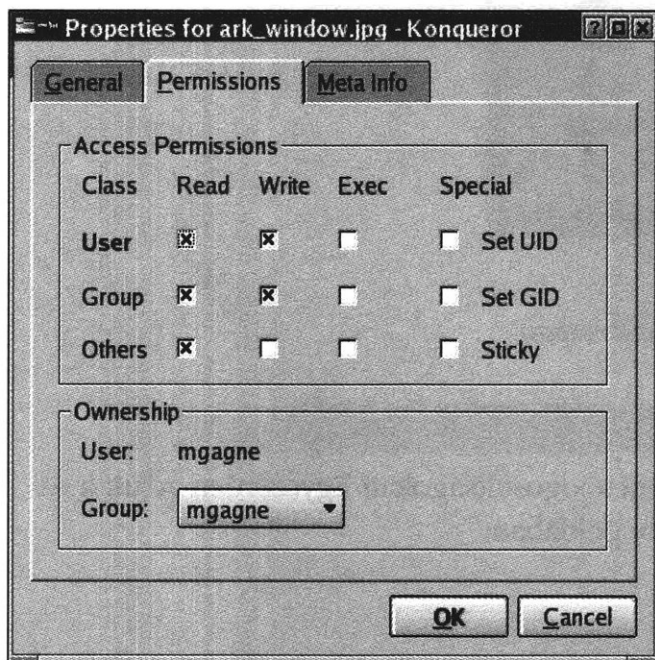 Properties for ark_window.jpg - Konqueror
General Permissions Meta Info
Access Permissions
Class Read Write Exec Special
User Set UID
Group Set GID
Others Sticky
Ownership
User: mgagne
Group: mgagne
OK Cancel